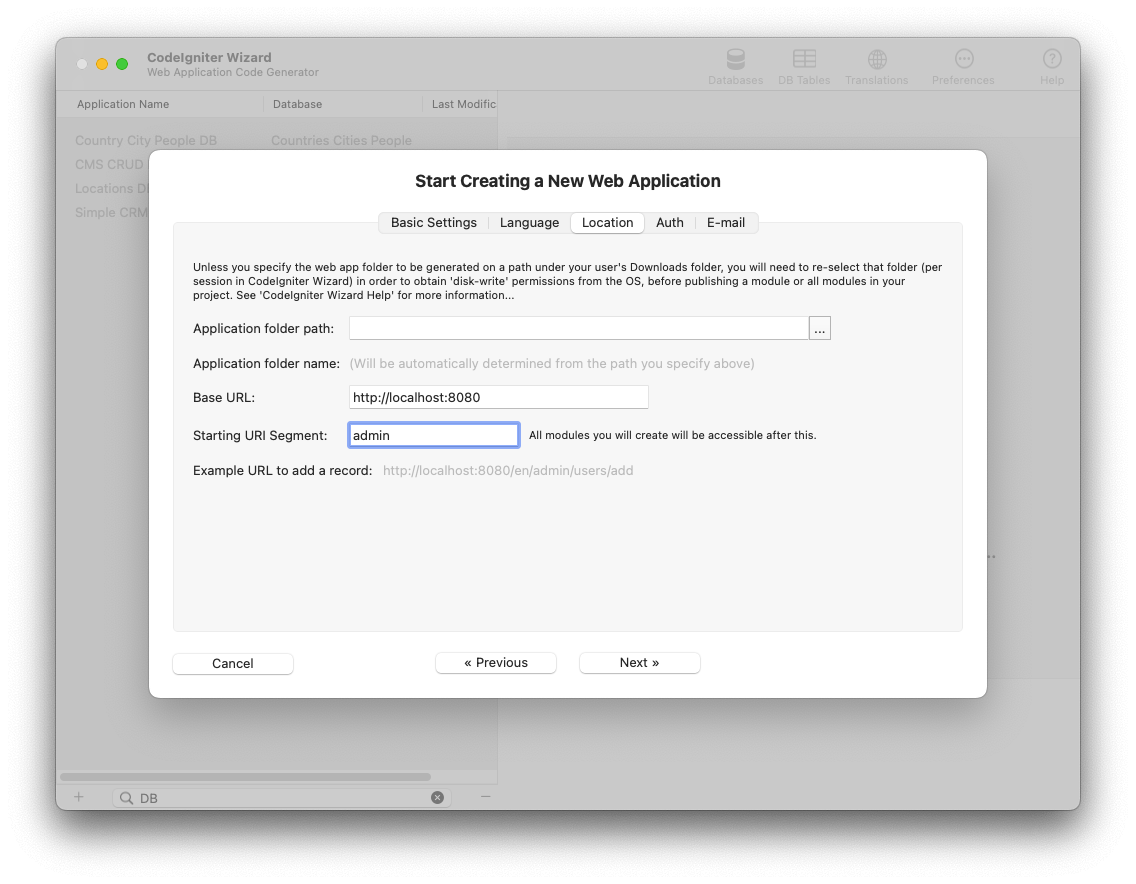 CodeIgniter Wizard
Web Application Code Generator
Databases
DB Tables
Translations
Preferences
Help
Application Name
Database
Last Modific
Country City People DB
Countries Cities People
CMS CRUD
Locations D
Simple CRM
Start Creating a New Web Application
Basic Settings
Language
Location
Auth
E-mail
Unless you specify the web app folder to be generated on a path under your user's Downloads folder, you will need to re-select that folder (per
session in CodeIgniter Wizard) in order to obtain 'disk-write' permissions from the OS, before publishing a module or all modules in your
project. See 'CodeIgniter Wizard Help' for more information...
Application folder path:
...
Application folder name: (Will be automatically determined from the path you specify above)
Base URL: http://localhost:8080
Starting URI Segment: admin All modules you will create will be accessible after this.
Example URL to add a record: http://localhost:8080/en/admin/users/add
Cancel
« Previous
Next »
DB